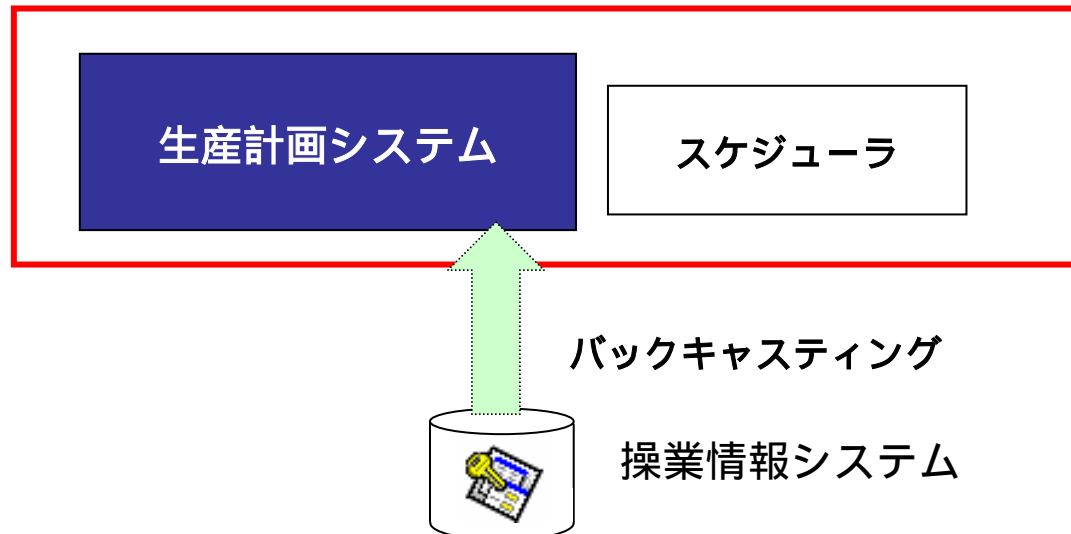 生産計画システム
スケジューラ
バックキャスティング
操業情報システム